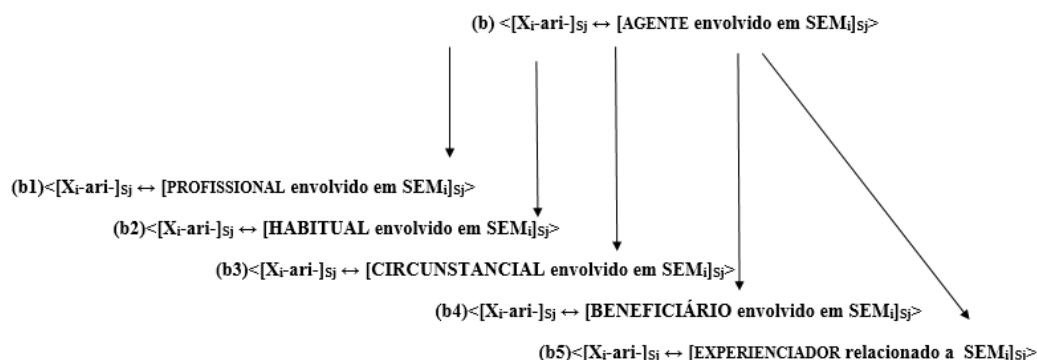 (b) <[Xi-ari-]Sj ↔ [AGENTE envolvido em SEMi]Sj>
(b1)<[Xi-ari-]Sj ↔ [PROFISSIONAL envolvido em SEMi]Sj>
(b2)<[Xi-ari-]Sj ↔ [HABITUAL envolvido em SEMi]Sj>
(b3)<[Xi-ari-]Sj ↔ [CIRCUNSTANCIAL envolvido em SEMi]Sj>
(b4)<[Xi-ari-]Sj ↔ [BENEFICIÁRIO envolvido em SEMi]Sj>
(b5)<[Xi-ari-]Sj ↔ [EXPERIENCIADOR relacionado a SEMi]Sj>